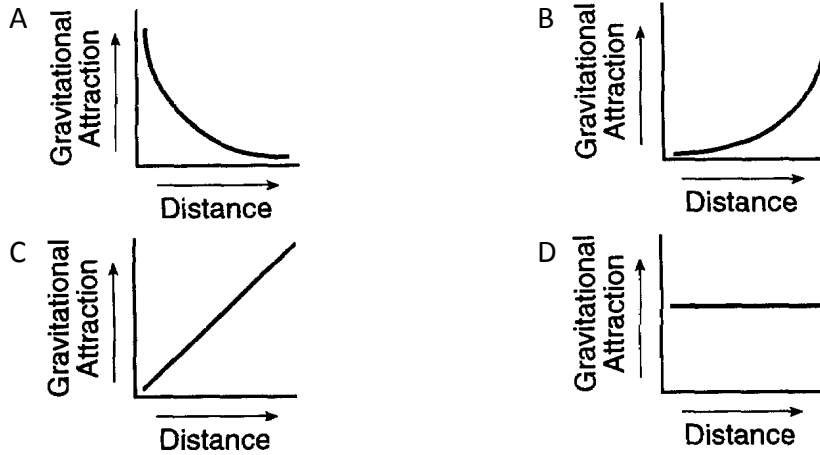 A
Gravitational
Attraction
Distance
B
Gravitational
Attraction
Distance
C
Gravitational
Attraction
Distance
D
Gravitational
Attraction
Distance